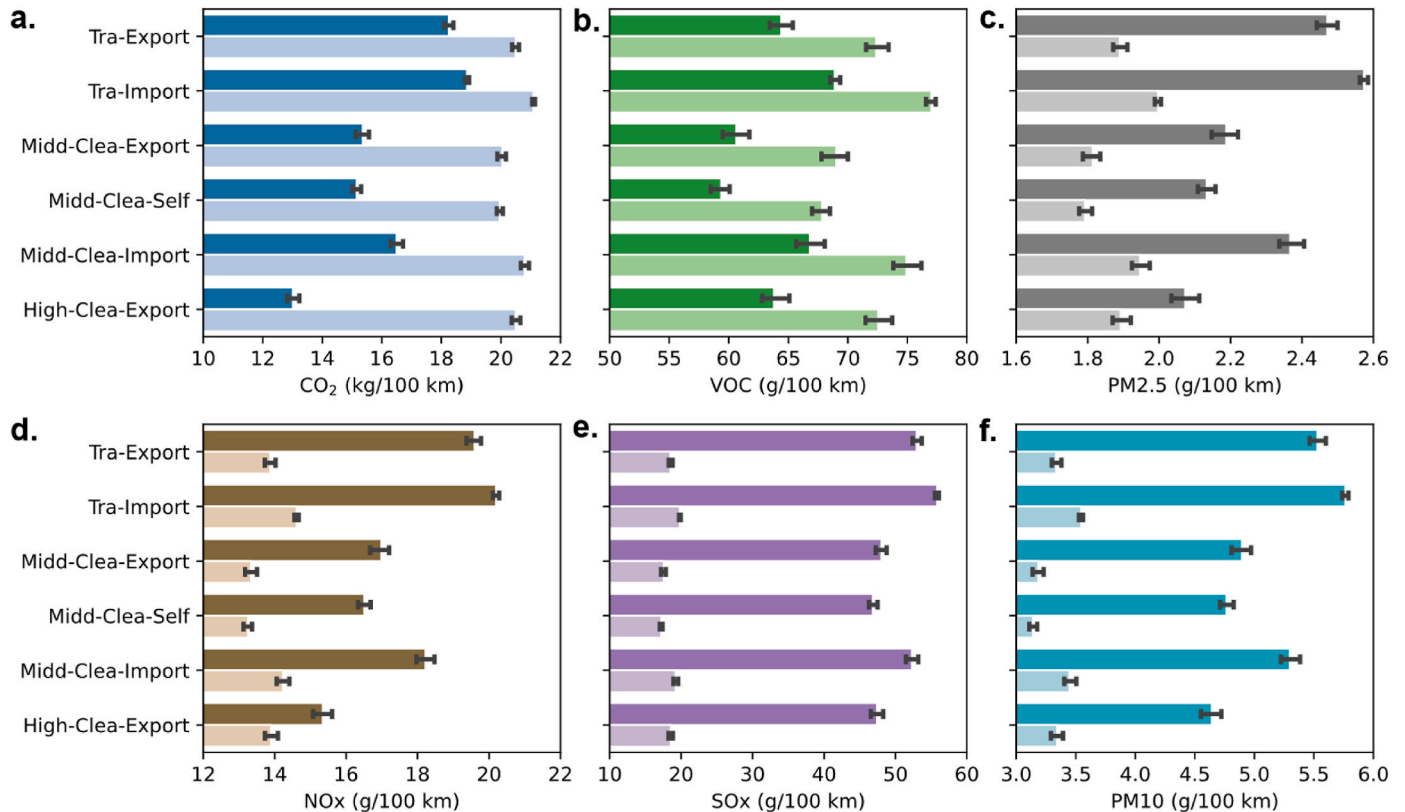 a.
b.
c.
Tra-Export
Tra-Import
Midd-Clea-Export
Midd-Clea-Self
Midd-Clea-Import
High-Clea-Export
10 12 14 16 18 20 22
CO₂ (kg/100 km)
50 55 60 65 70 75 80
VOC (g/100 km)
1.6 1.8 2.0 2.2 2.4 2.6
PM2.5 (g/100 km)
d.
e.
f.
Tra-Export
Tra-Import
Midd-Clea-Export
Midd-Clea-Self
Midd-Clea-Import
High-Clea-Export
12 14 16 18 20 22
NOx (g/100 km)
10 20 30 40 50 60
SOx (g/100 km)
3.0 3.5 4.0 4.5 5.0 5.5 6.0
PM10 (g/100 km)